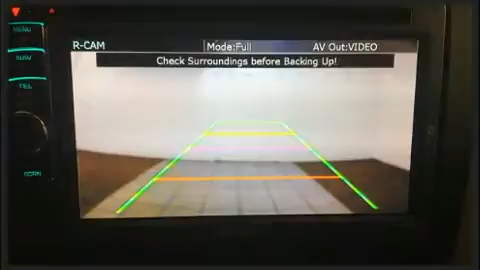 R-CAM
Mode:Full
AV Out:VIDEO
Check Surroundings before Backing Up!
MENU
NAV
TEL
SCRN